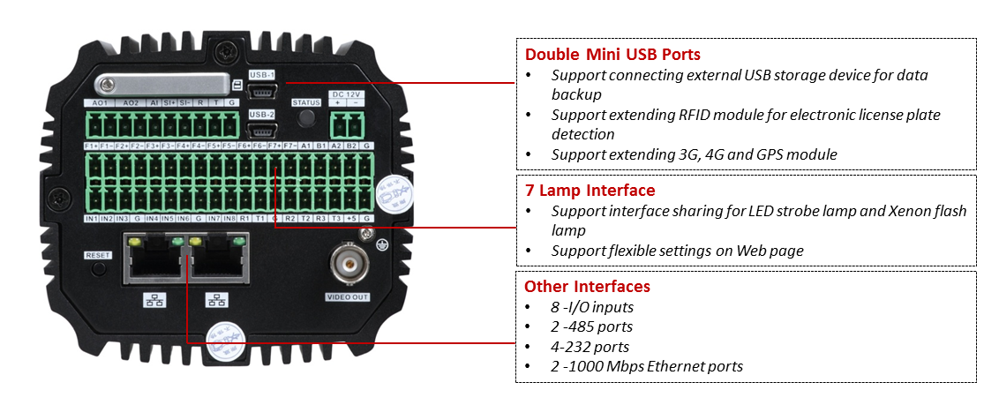 USB-1
DC 12V
+ −
AO1 AO2 AI SI+ SI- R T G
STATUS
USB-2
F1+ F1− F2+ F2− F3+ F3− F4+ F4− F5+ F5− F6+ F6− F7+ F7− A1 B1 A2 B2 G
IN1 IN2 IN3 G IN4 IN5 IN6 G IN7 IN8 R1 T1 G R2 T2 R3 T3 +5 G
RESET
VIDEO OUT
Double Mini USB Ports
• Support connecting external USB storage device for data
backup
• Support extending RFID module for electronic license plate
detection
• Support extending 3G, 4G and GPS module
7 Lamp Interface
• Support interface sharing for LED strobe lamp and Xenon flash
lamp
• Support flexible settings on Web page
Other Interfaces
• 8 -I/O inputs
• 2 -485 ports
• 4-232 ports
• 2 -1000 Mbps Ethernet ports